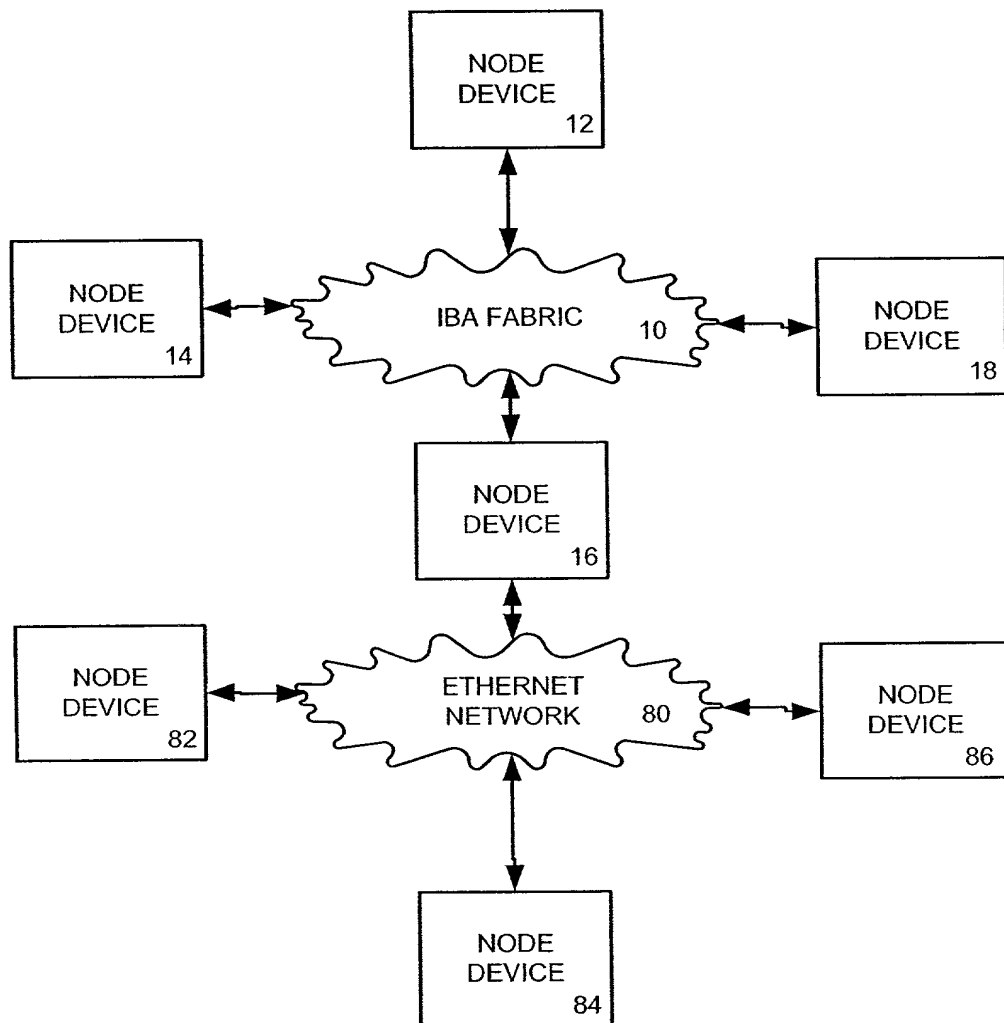 NODE
DEVICE
12
NODE
DEVICE
14
IBA FABRIC
10
NODE
DEVICE
18
NODE
DEVICE
16
NODE
DEVICE
82
ETHERNET
NETWORK
80
NODE
DEVICE
86
NODE
DEVICE
84